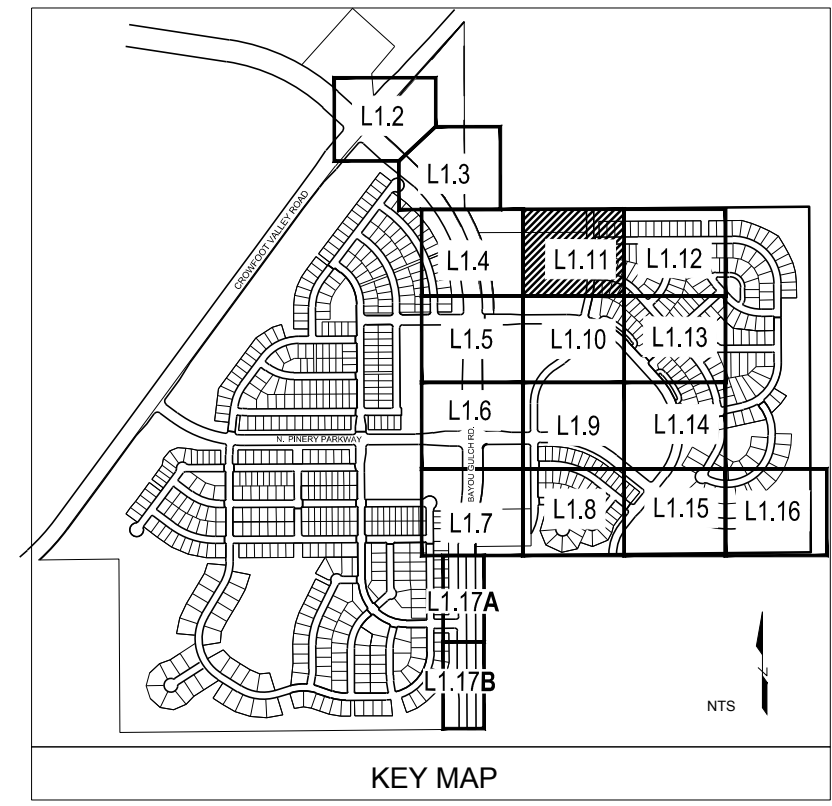 L1.2
L1.3
CROWFOOT VALLEY ROAD
L1.4
L1.11
L1.12
L1.5
L1.10
L1.13
L1.6
L1.9
L1.14
N. PINERY PARKWAY
BAYOU GULCH RD.
L1.7
L1.8
L1.15
L1.16
L1.17A
L1.17B
NTS
N
KEY MAP